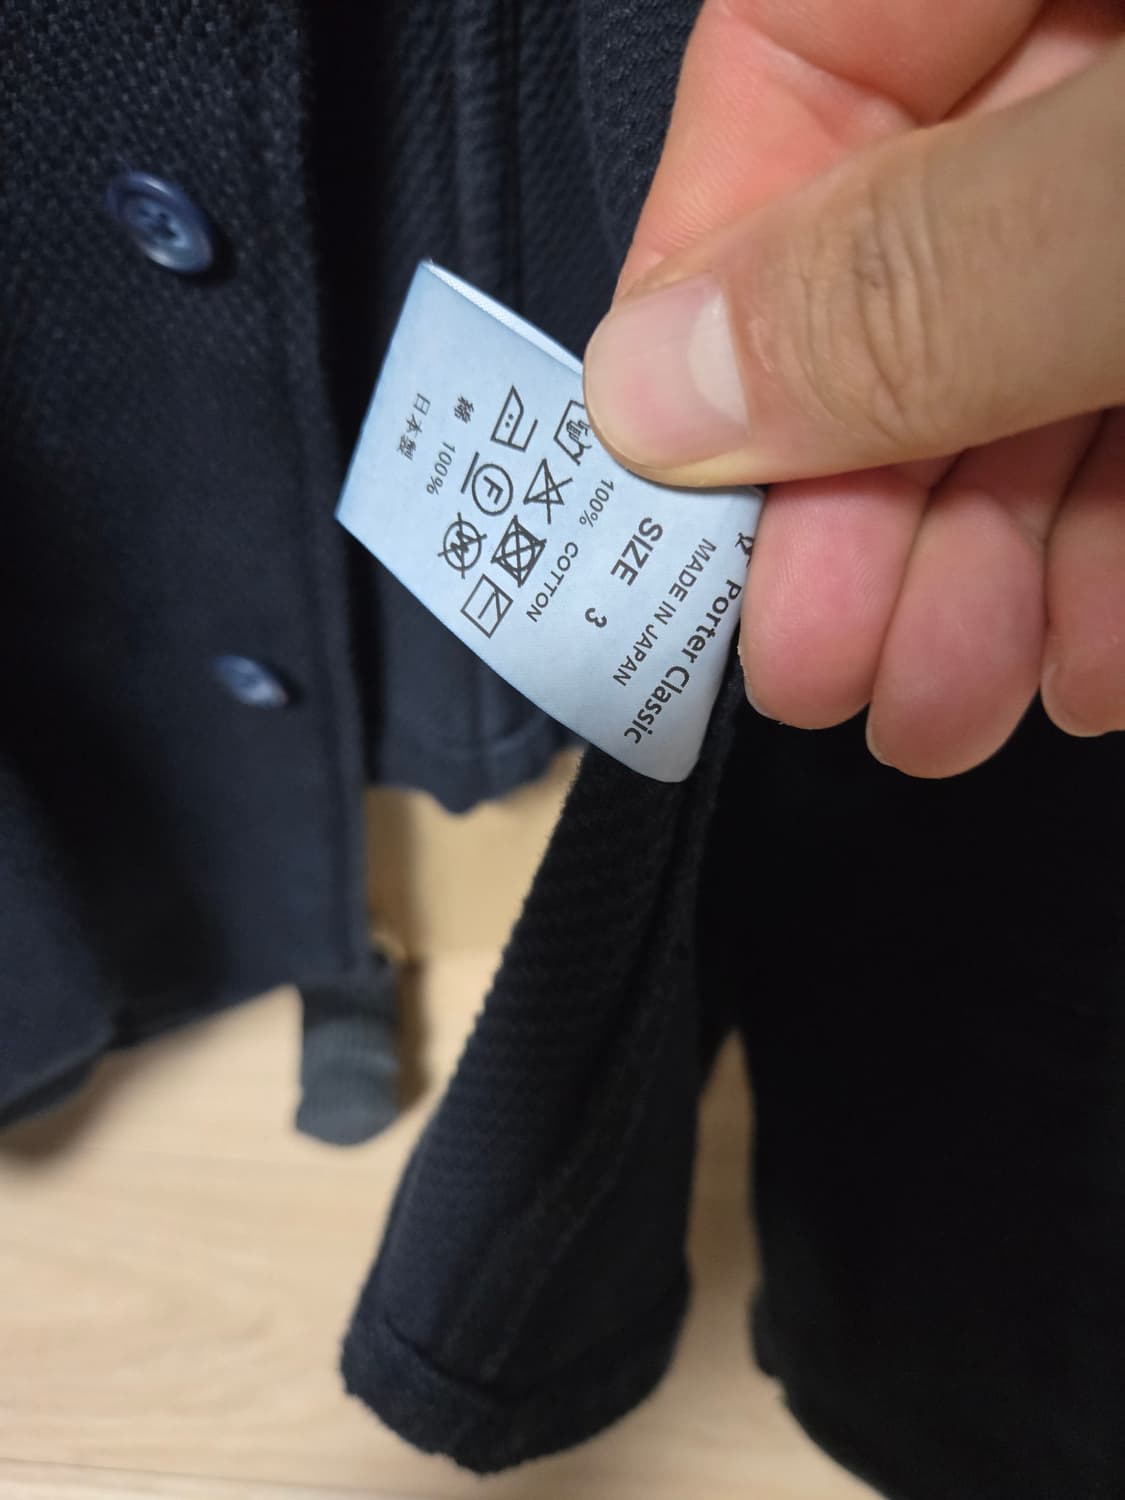 Porter Classic
MADE IN JAPAN
SIZE 3
100% COTTON
F
W
綿 100%
日本製